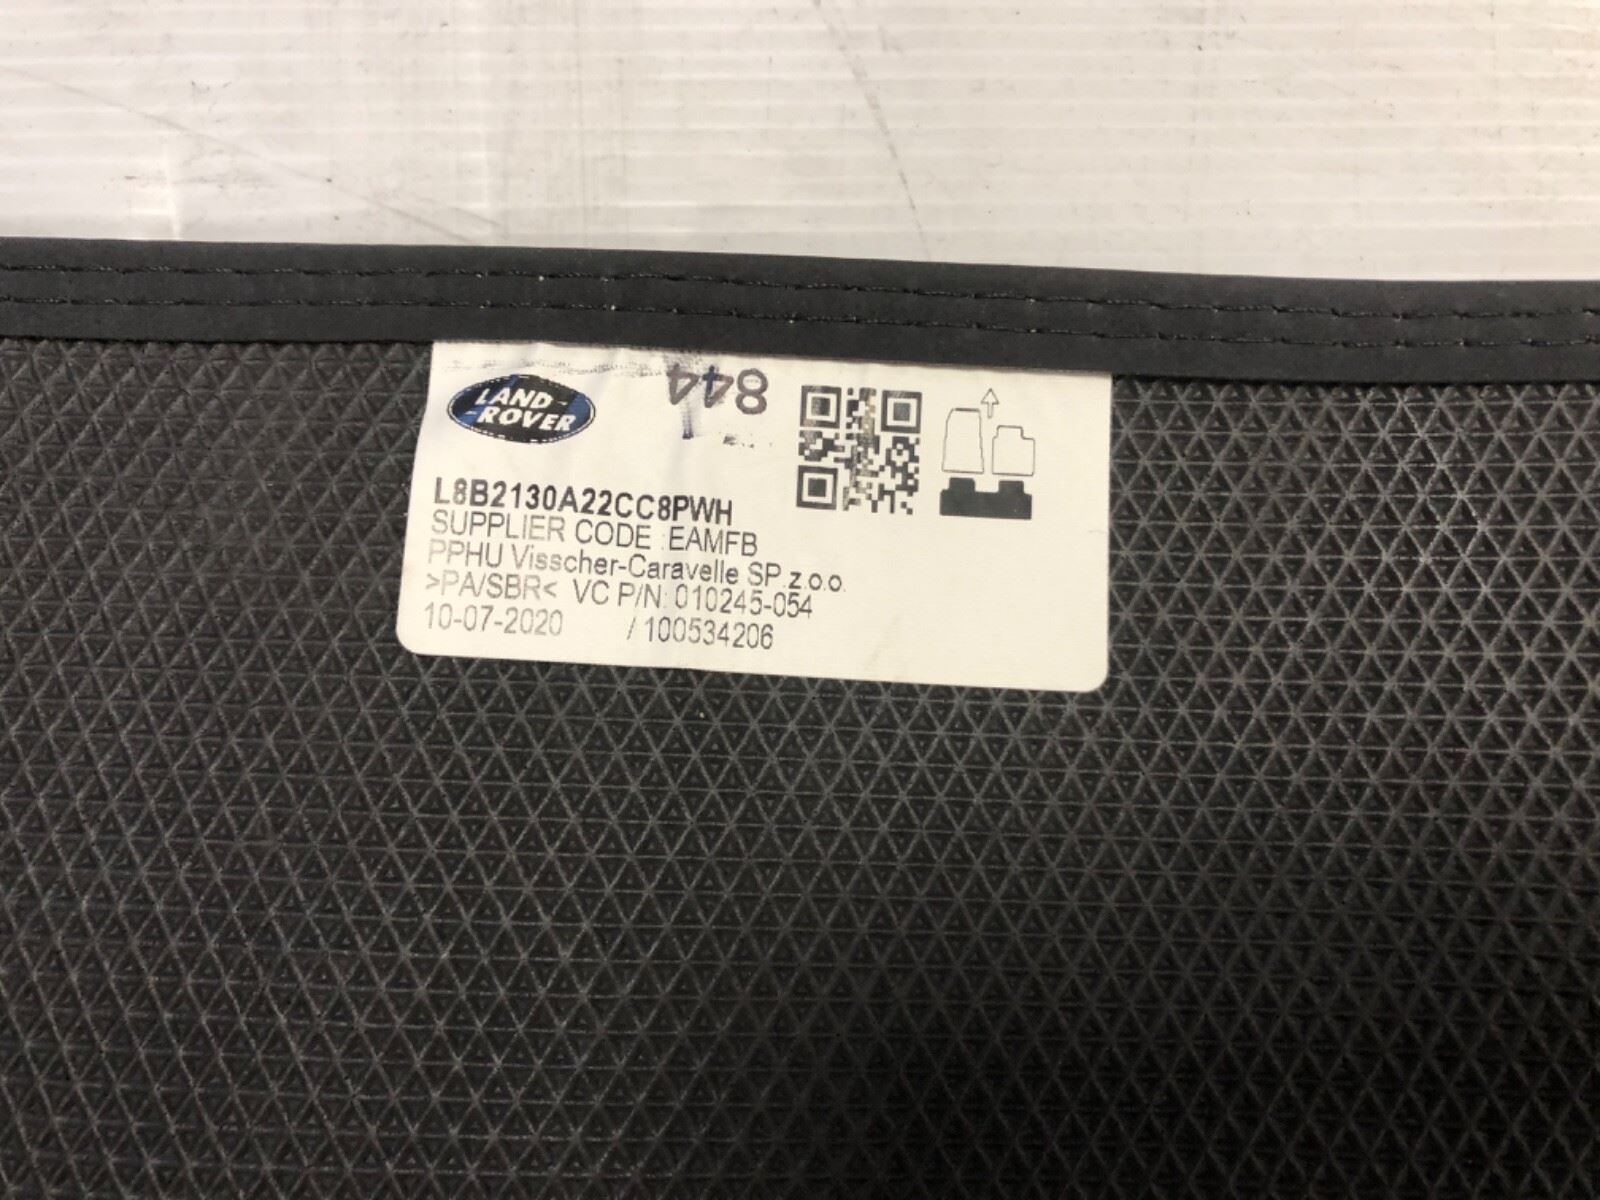 LAND
ROVER
844
L8B2130A22CC8PWH
SUPPLIER CODE :EAMFB
PPHU Visscher-Caravelle SP.z.o.o.
>PA/SBR< VC P/N: 010245-054
10-07-2020 / 100534206